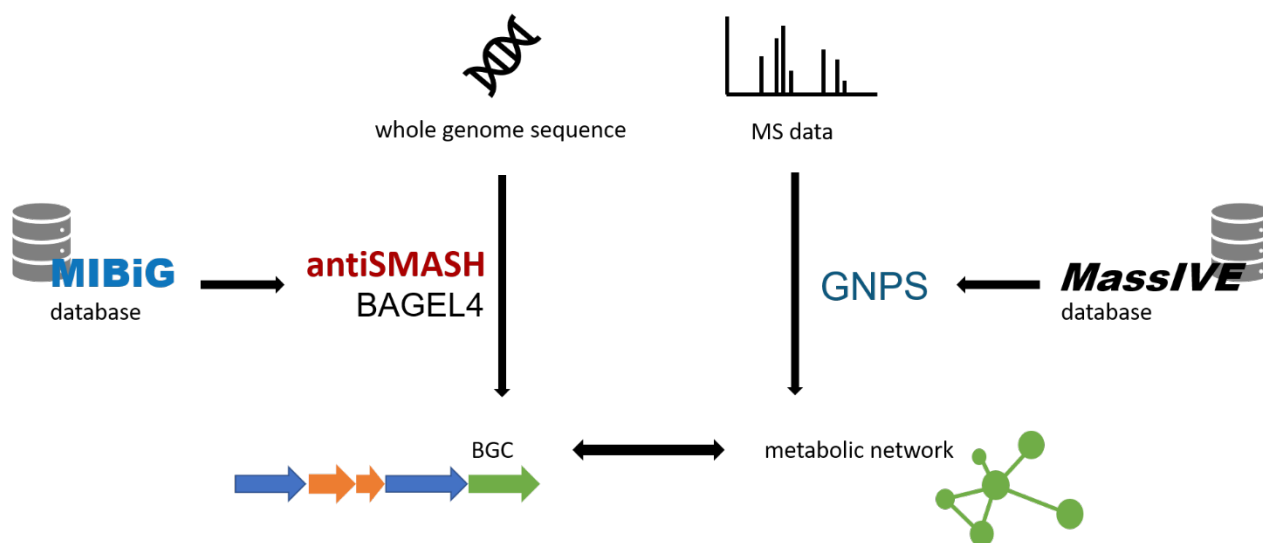 whole genome sequence
MS data
MIBiG
database
antiSMASH
BAGEL4
GNPS
MassIVE
database
BGC
metabolic network